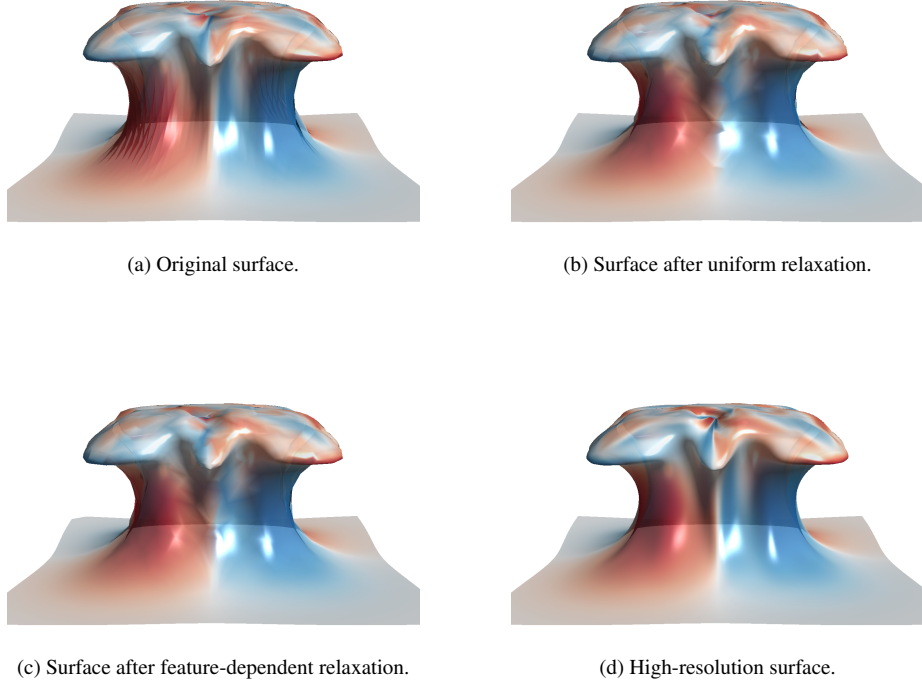 (a) Original surface.
(b) Surface after uniform relaxation.
(c) Surface after feature-dependent relaxation.
(d) High-resolution surface.